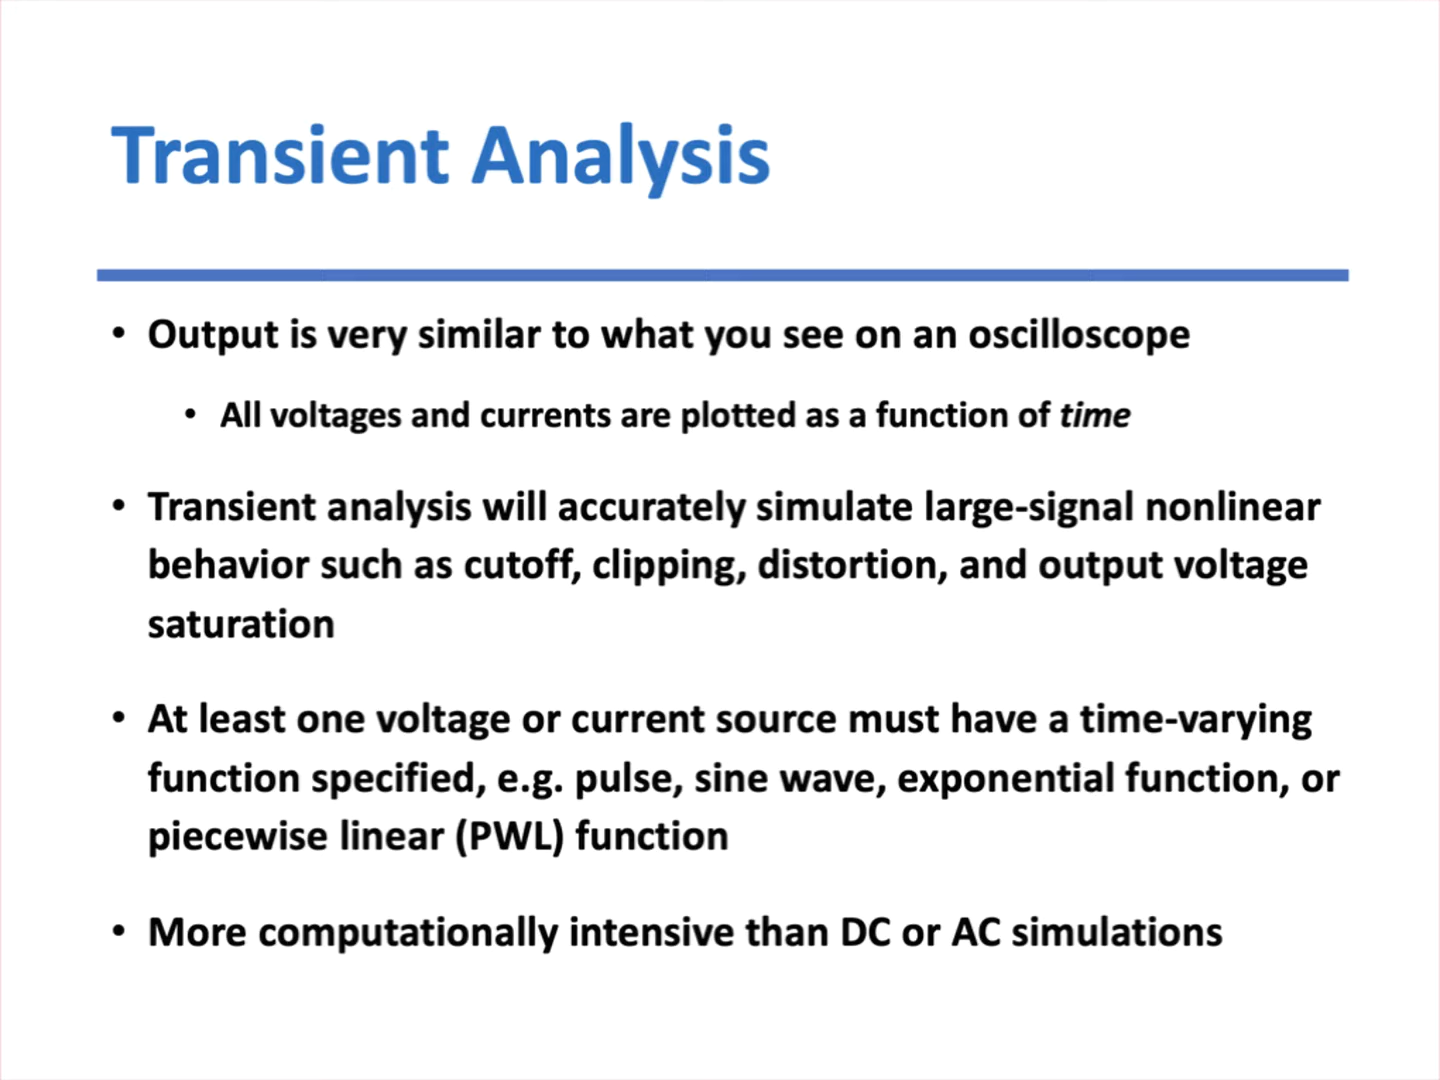 Transient Analysis
• Output is very similar to what you see on an oscilloscope
• All voltages and currents are plotted as a function of time
• Transient analysis will accurately simulate large-signal nonlinear
behavior such as cutoff, clipping, distortion, and output voltage
saturation
• At least one voltage or current source must have a time-varying
function specified, e.g. pulse, sine wave, exponential function, or
piecewise linear (PWL) function
• More computationally intensive than DC or AC simulations